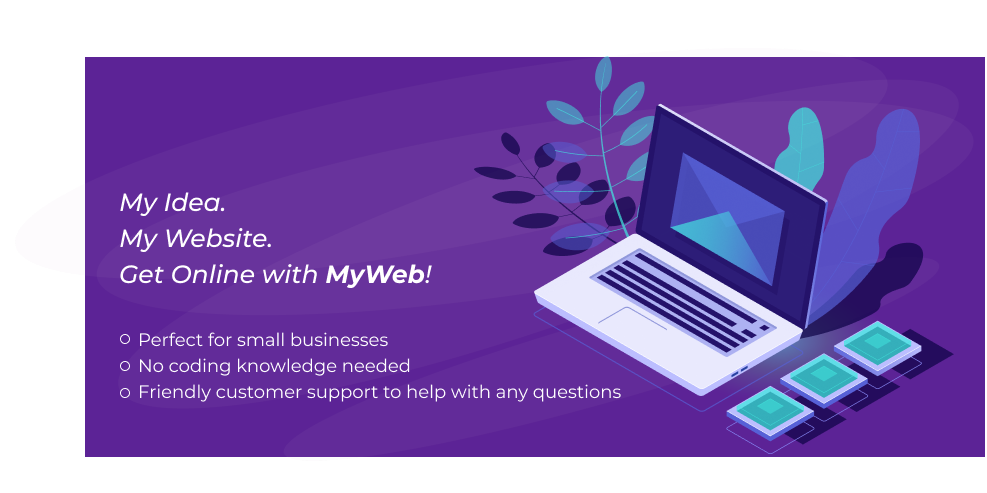 My Idea.
My Website.
Get Online with MyWeb!
Perfect for small businesses
No coding knowledge needed
Friendly customer support to help with any questions